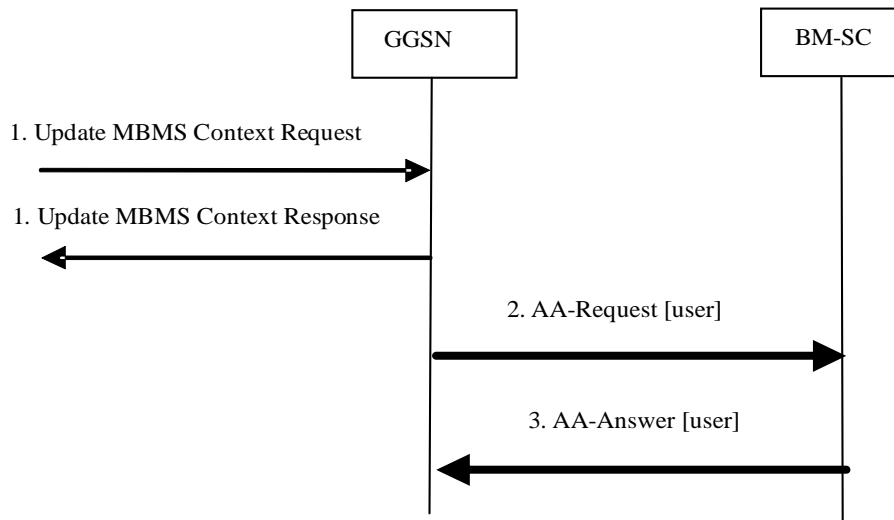 GGSN
BM-SC
1. Update MBMS Context Request
1. Update MBMS Context Response
2. AA-Request [user]
3. AA-Answer [user]